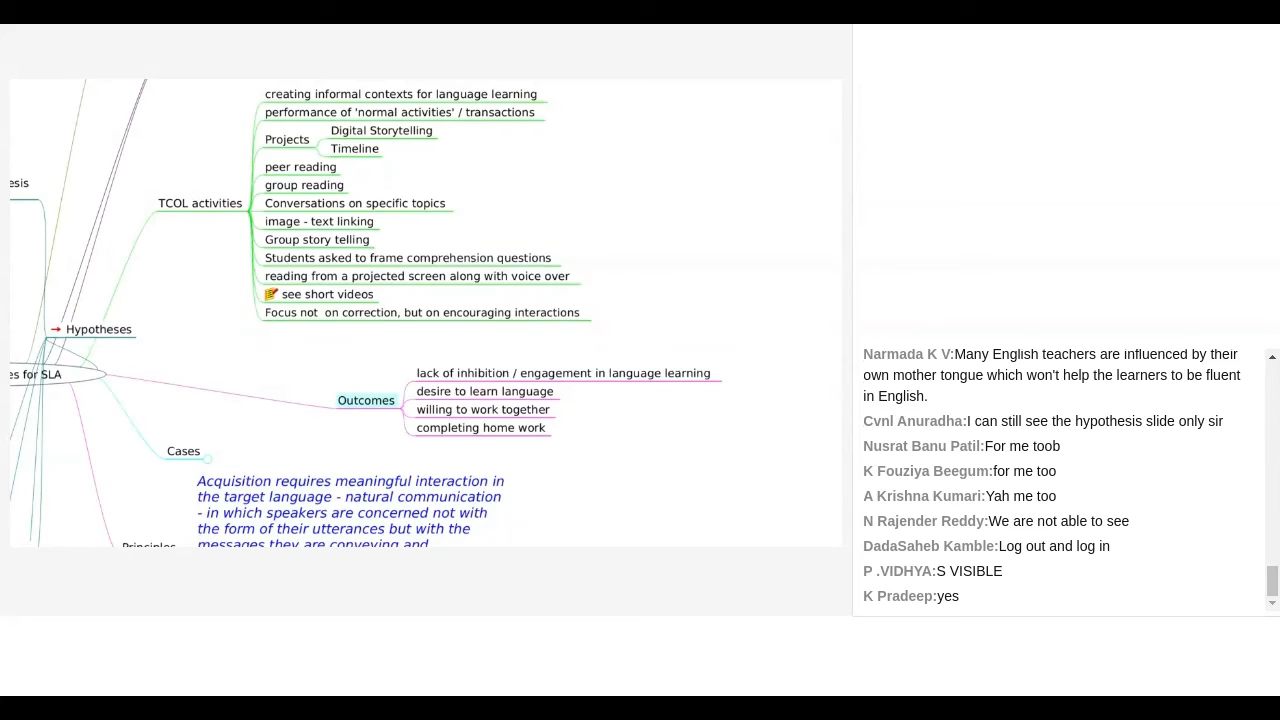 creating informal contexts for language learning
performance of 'normal activities' / transactions
Projects
Digital Storytelling
Timeline
peer reading
group reading
TCOL activities
Conversations on specific topics
image - text linking
Group story telling
Students asked to frame comprehension questions
reading from a projected screen along with voice over
see short videos
Focus not  on correction, but on encouraging interactions
esis
→ Hypotheses
es for SLA
Outcomes
lack of inhibition / engagement in language learning
desire to learn language
willing to work together
completing home work
Cases
Acquisition requires meaningful interaction in
the target language - natural communication
- in which speakers are concerned not with
the form of their utterances but with the
messages they are conveying and
Principles
Narmada K V:Many English teachers are influenced by their
own mother tongue which won't help the learners to be fluent
in English.
Cvnl Anuradha:I can still see the hypothesis slide only sir
Nusrat Banu Patil:For me toob
K Fouziya Beegum:for me too
A Krishna Kumari:Yah me too
N Rajender Reddy:We are not able to see
DadaSaheb Kamble:Log out and log in
P .VIDHYA:S VISIBLE
K Pradeep:yes